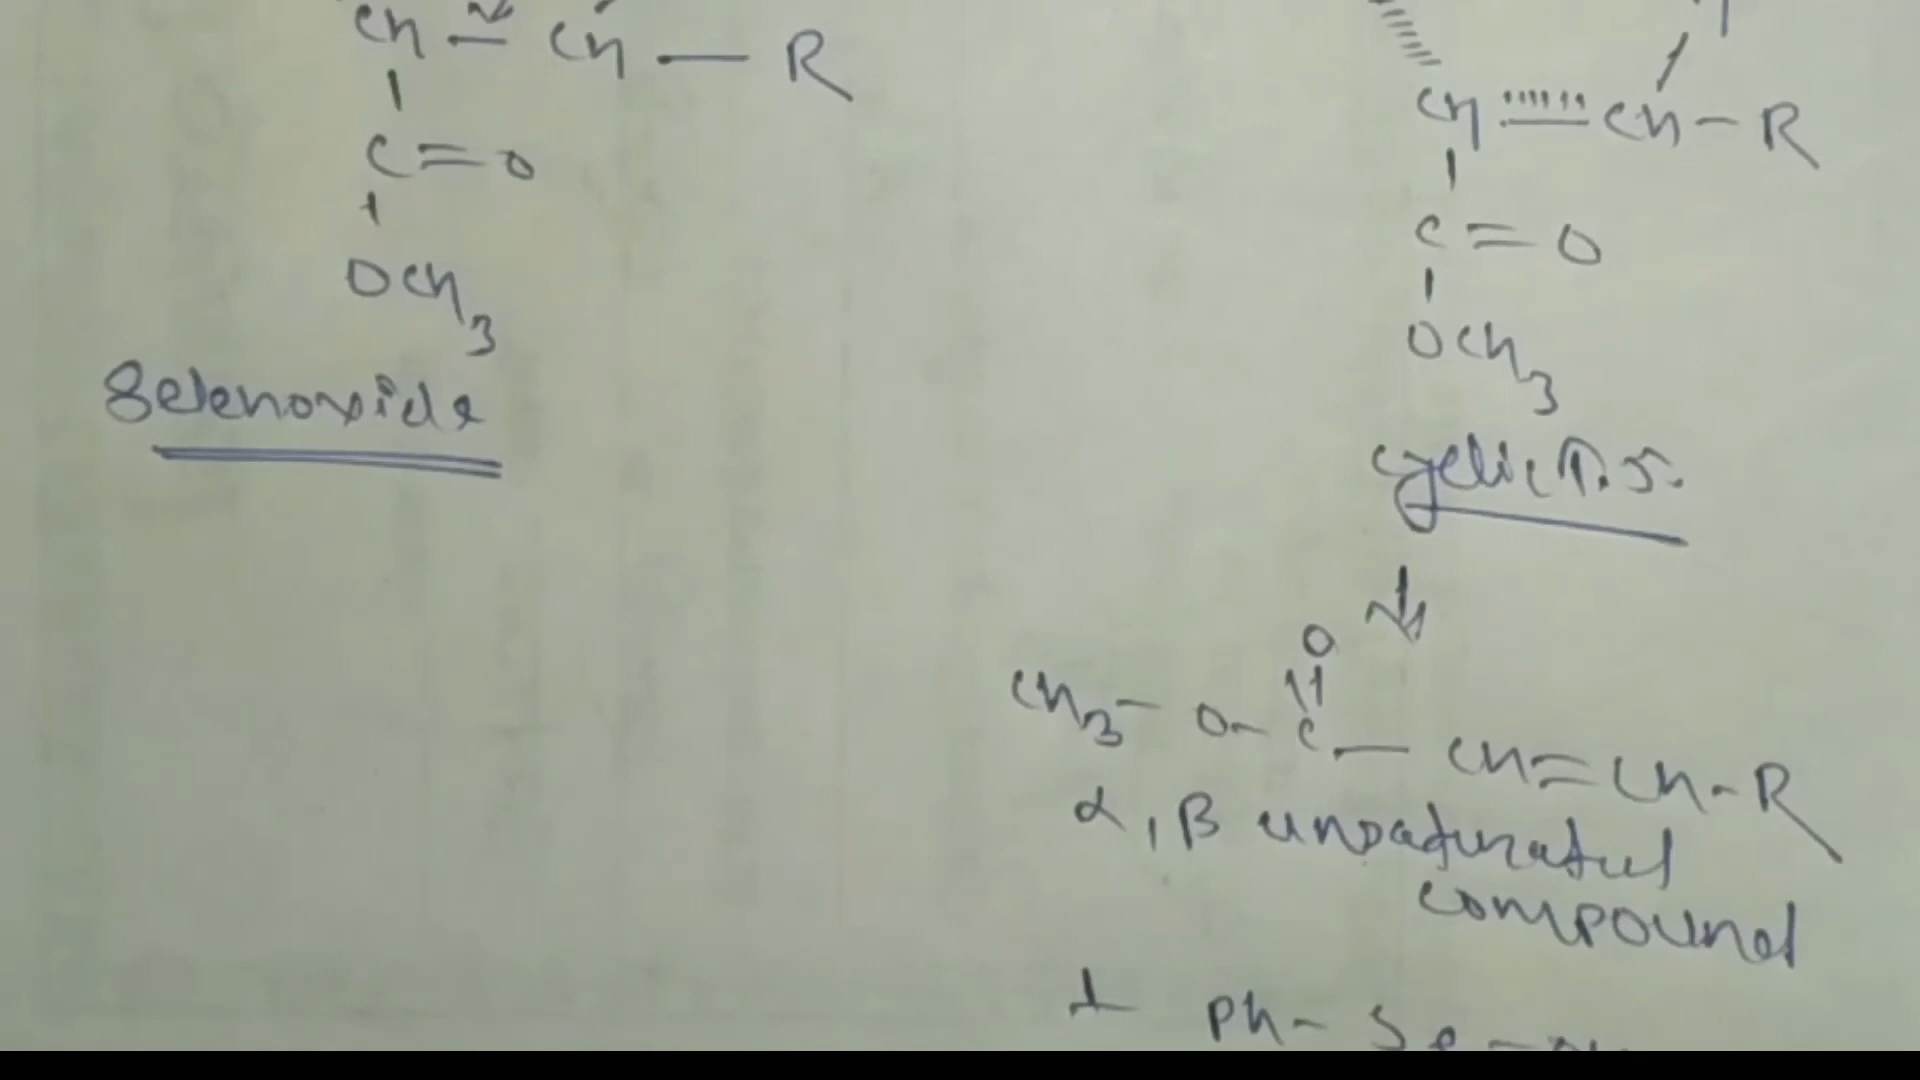 CH — CH — R
C = O
OCH3
Selenoxide
CH ═ CH – R
C = O
OCH3
cyclic T.S.
O
CH3 – O – C — CH = CH – R
α, β unsaturated
compound
+ Ph – Se –